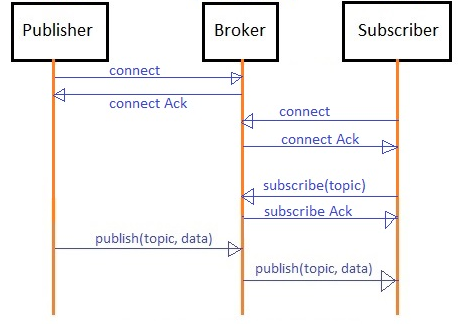 Publisher
Broker
Subscriber
connect
connect Ack
connect
connect Ack
subscribe(topic)
subscribe Ack
publish(topic, data)
publish(topic, data)